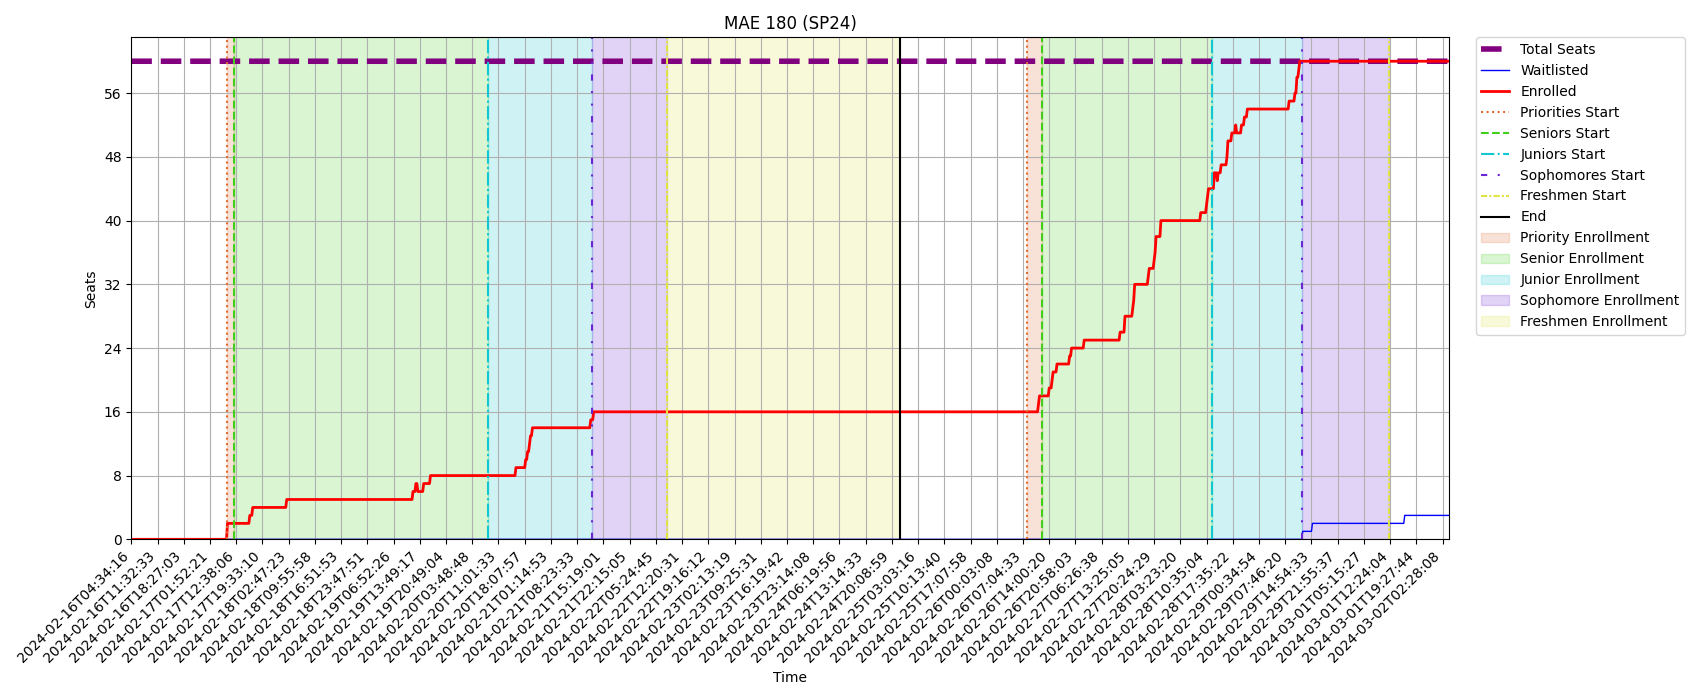 MAE 180 (SP24)
Total Seats
Waitlisted
Enrolled
Priorities Start
Seniors Start
Juniors Start
Sophomores Start
Freshmen Start
End
Priority Enrollment
Senior Enrollment
Junior Enrollment
Sophomore Enrollment
Freshmen Enrollment
Seats
56
48
40
32
24
16
8
0
2024-02-16T04:34:16
2024-02-16T11:32:33
2024-02-16T18:27:03
2024-02-17T01:52:21
2024-02-17T12:38:06
2024-02-17T19:33:10
2024-02-18T02:47:23
2024-02-18T09:55:58
2024-02-18T16:51:53
2024-02-18T23:47:51
2024-02-19T06:52:26
2024-02-19T13:49:17
2024-02-19T20:49:04
2024-02-20T03:48:48
2024-02-20T11:01:33
2024-02-20T18:07:57
2024-02-21T01:14:53
2024-02-21T08:23:33
2024-02-21T15:19:01
2024-02-21T22:15:05
2024-02-22T05:24:45
2024-02-22T12:20:31
2024-02-22T19:16:12
2024-02-23T02:13:19
2024-02-23T09:25:31
2024-02-23T16:19:42
2024-02-23T23:14:08
2024-02-24T06:19:56
2024-02-24T13:14:33
2024-02-24T20:08:59
2024-02-25T03:03:16
2024-02-25T10:13:40
2024-02-25T17:07:58
2024-02-26T00:03:08
2024-02-26T07:04:33
2024-02-26T14:00:20
2024-02-26T20:58:03
2024-02-27T06:26:38
2024-02-27T13:25:05
2024-02-27T20:24:29
2024-02-28T03:23:20
2024-02-28T10:35:04
2024-02-28T17:35:22
2024-02-29T00:34:54
2024-02-29T07:46:20
2024-02-29T14:54:33
2024-02-29T21:55:37
2024-03-01T05:15:27
2024-03-01T12:24:04
2024-03-01T19:27:44
2024-03-02T02:28:08
Time